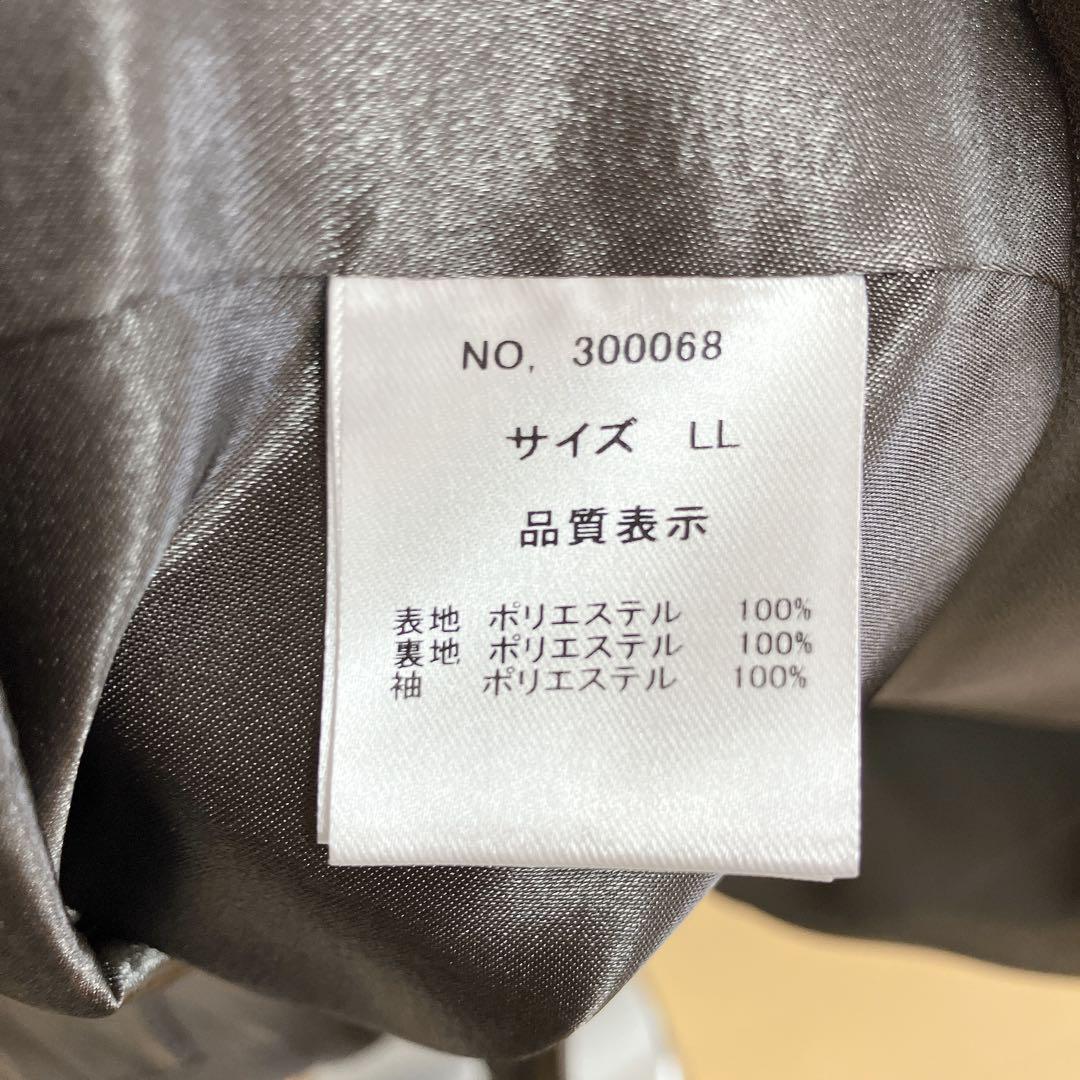 NO. 300068
サイズ LL
品質表示
表地 ポリエステル 100%
裏地 ポリエステル 100%
袖 ポリエステル 100%